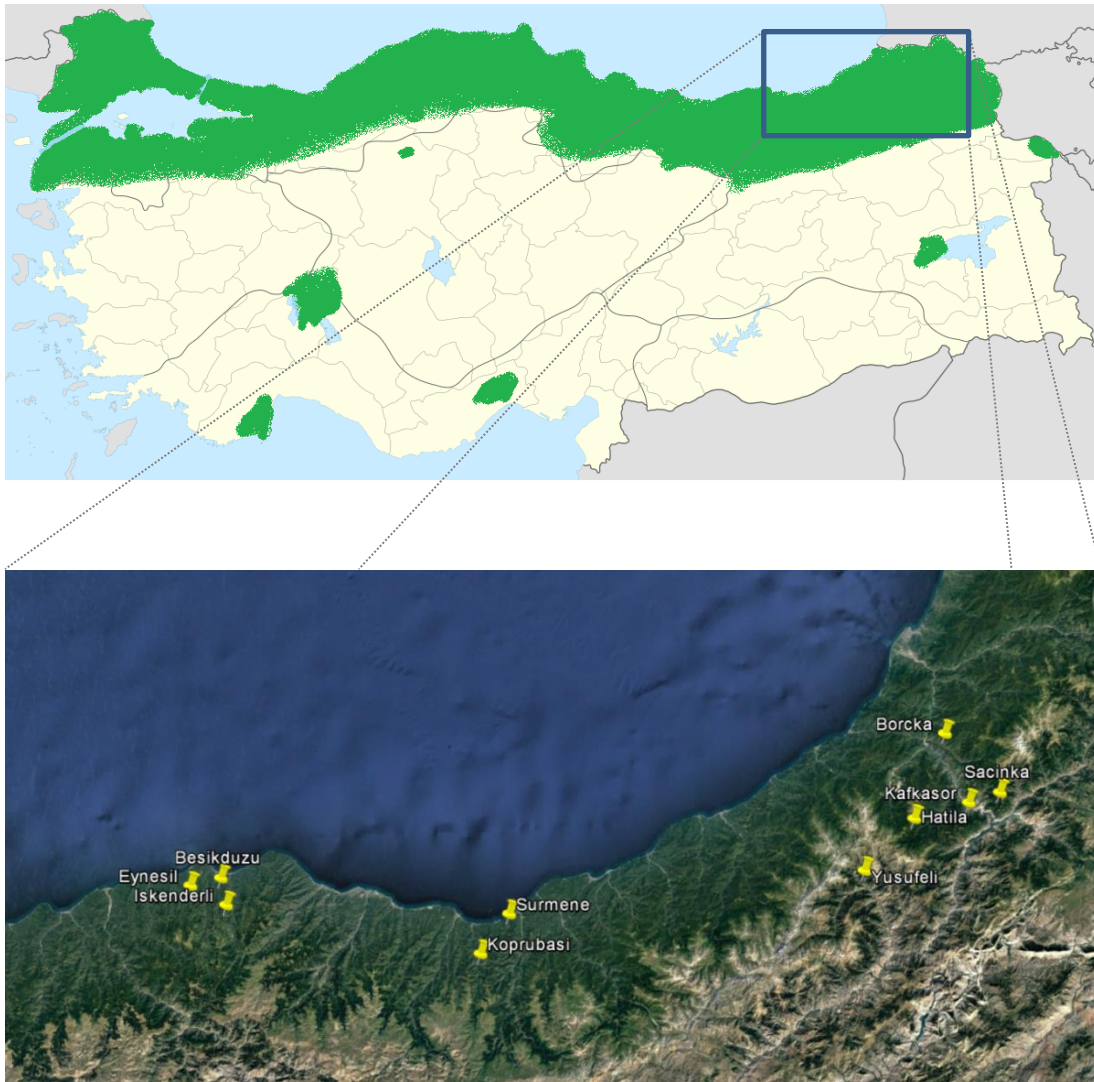 Borcka
Sacinka
Kafkasor
Hatila
Besikduzu
Eynesil
Iskenderli
Yusufeli
Surmene
Koprubasi